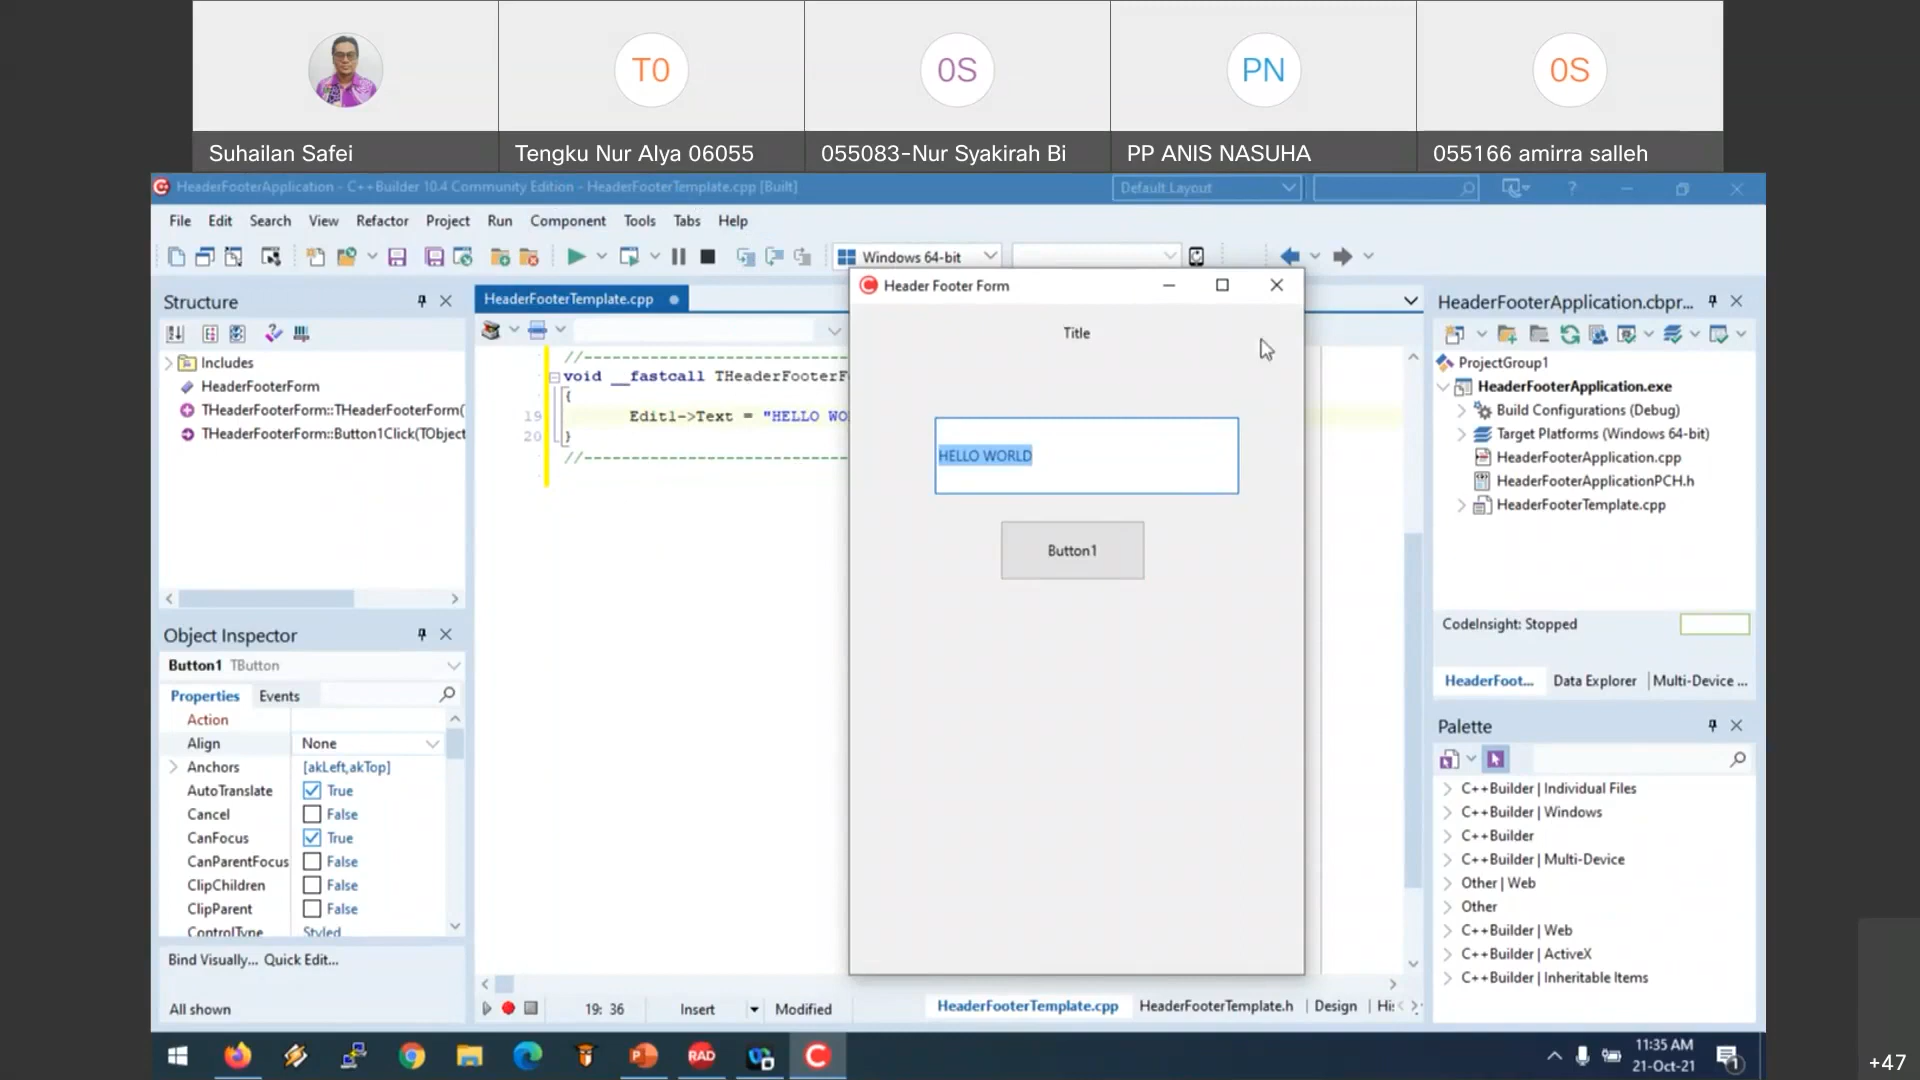 TO
0S
PN
0S
Suhailan Safei
Tengku Nur Alya 06055
055083-Nur Syakirah Bi
PP ANIS NASUHA
055166 amirra salleh
HeaderFooterApplication - C++Builder 10.4 Community Edition - HeaderFooterTemplate.cpp [Built]
Default Layout
File Edit Search View Refactor Project Run Component Tools Tabs Help
Windows 64-bit
Structure
Includes
HeaderFooterForm
THeaderFooterForm::THeaderFooterForm(
THeaderFooterForm::Button1Click(TObject
Object Inspector
Button1 TButton
Properties Events
Action
Align None
Anchors [akLeft,akTop]
AutoTranslate True
Cancel False
CanFocus True
CanParentFocus False
ClipChildren False
ClipParent False
ControlType Styled
Bind Visually... Quick Edit...
All shown
HeaderFooterTemplate.cpp
//--------------------------------
void __fastcall THeaderFooterF
{
19 Edit1->Text = "HELLO WO
20 }
//--------------------------------
19: 36 Insert Modified
HeaderFooterTemplate.cpp HeaderFooterTemplate.h Design His
Header Footer Form
Title
HELLO WORLD
Button1
HeaderFooterApplication.cbpr...
ProjectGroup1
HeaderFooterApplication.exe
Build Configurations (Debug)
Target Platforms (Windows 64-bit)
HeaderFooterApplication.cpp
HeaderFooterApplicationPCH.h
HeaderFooterTemplate.cpp
CodeInsight: Stopped
HeaderFoot... Data Explorer Multi-Device ...
Palette
C++Builder | Individual Files
C++Builder | Windows
C++Builder
C++Builder | Multi-Device
Other | Web
Other
C++Builder | Web
C++Builder | ActiveX
C++Builder | Inheritable Items
RAD
11:35 AM
21-Oct-21
1
+47